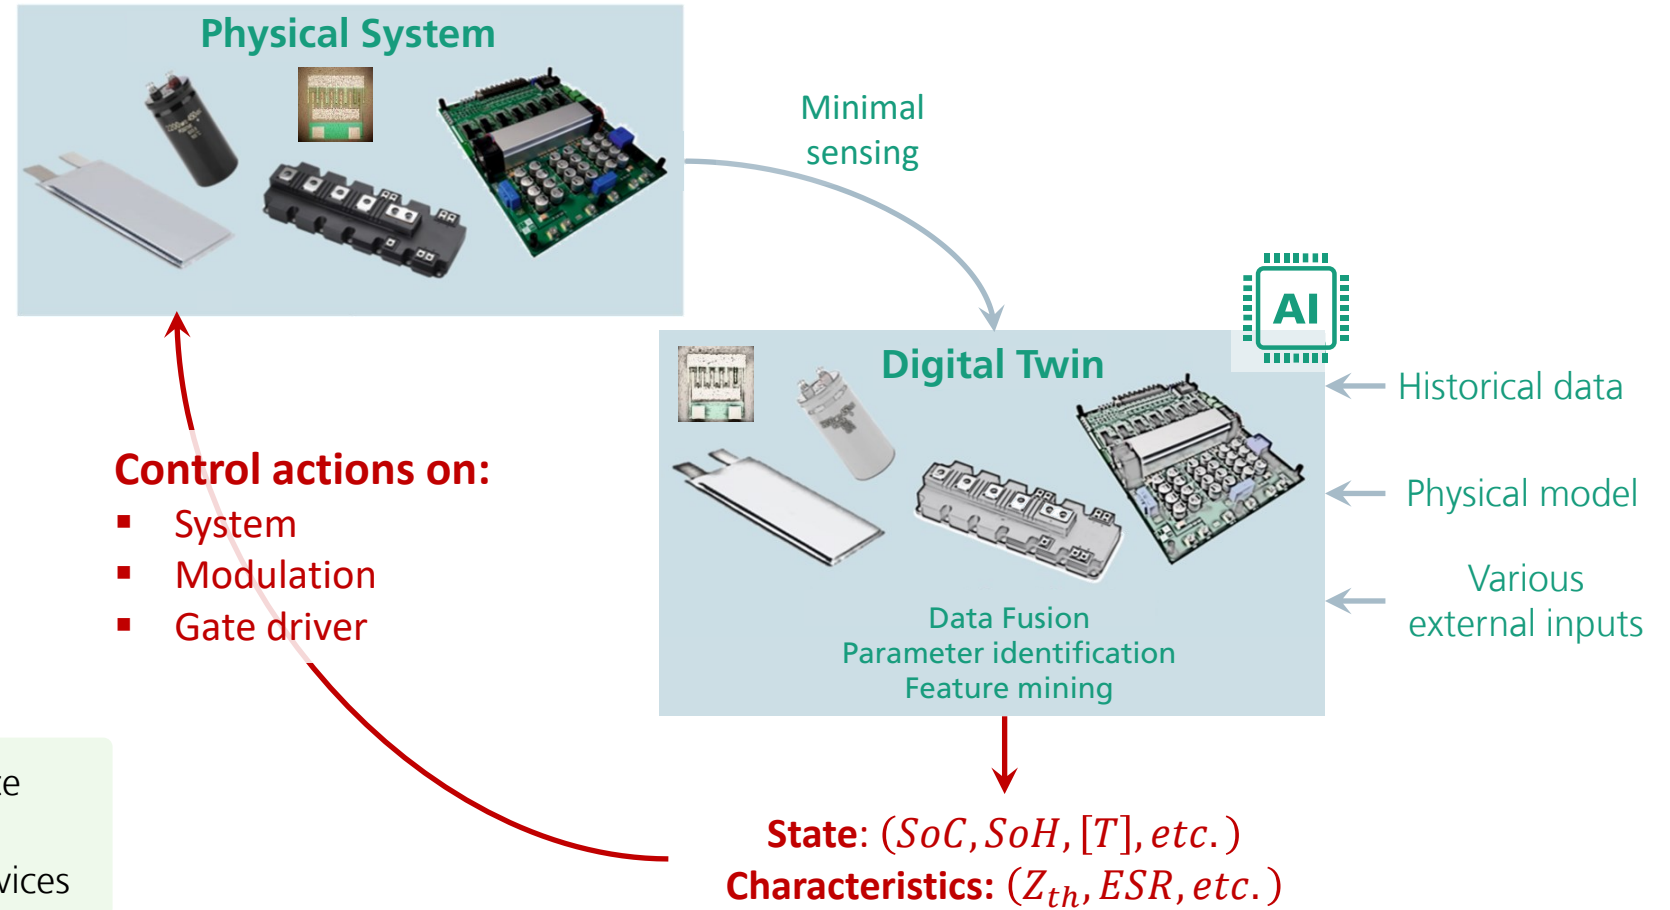 Physical System
Minimal
sensing
AI
Digital Twin
Historical data
Control actions on:
▪ System
▪ Modulation
▪ Gate driver
Physical model
Various
external inputs
Data Fusion
Parameter identification
Feature mining
State: (SoC, SoH, [T], etc. )
Characteristics: (Z_th, ESR, etc. )